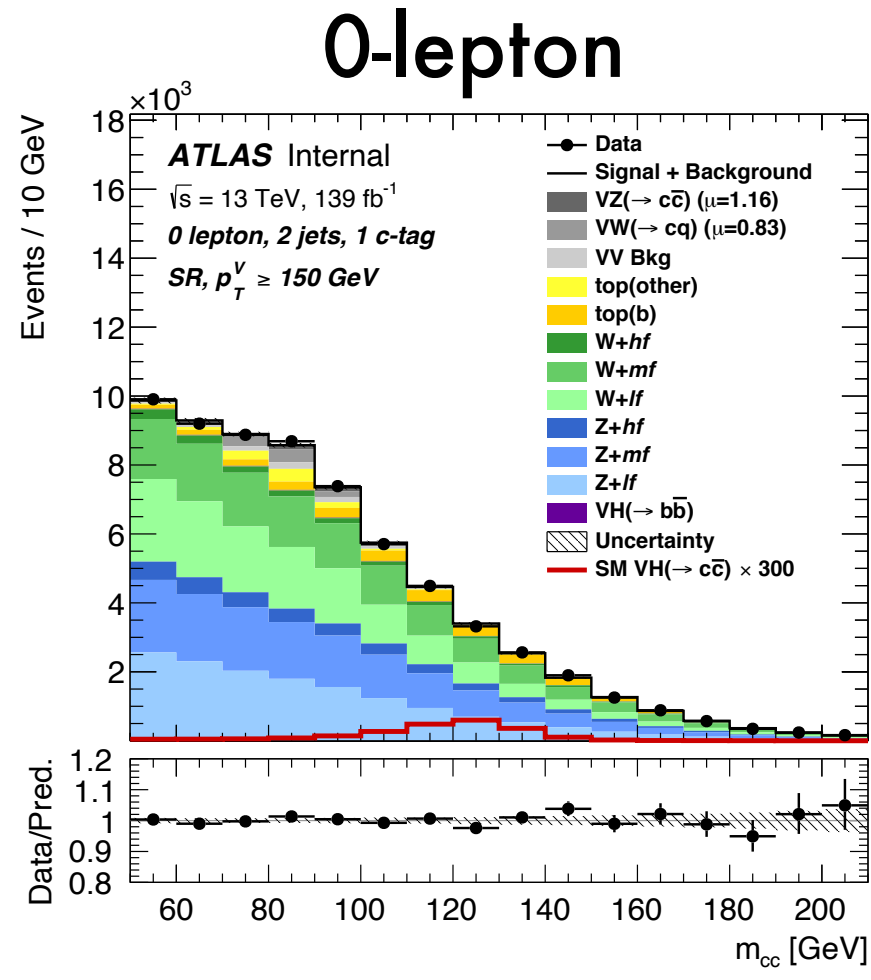 0-lepton
×10³
18
16
14
12
10
8
6
4
2
Events / 10 GeV
ATLAS Internal
√s = 13 TeV, 139 fb⁻¹
0 lepton, 2 jets, 1 c-tag
SR, p_T^V ≥ 150 GeV
Data
Signal + Background
VZ(→ cc̅) (μ=1.16)
VW(→ cq) (μ=0.83)
VV Bkg
top(other)
top(b)
W+hf
W+mf
W+lf
Z+hf
Z+mf
Z+lf
VH(→ bb̅)
Uncertainty
SM VH(→ cc̅) × 300
1.2
1.1
1
0.9
0.8
Data/Pred.
60 80 100 120 140 160 180 200
m_cc [GeV]